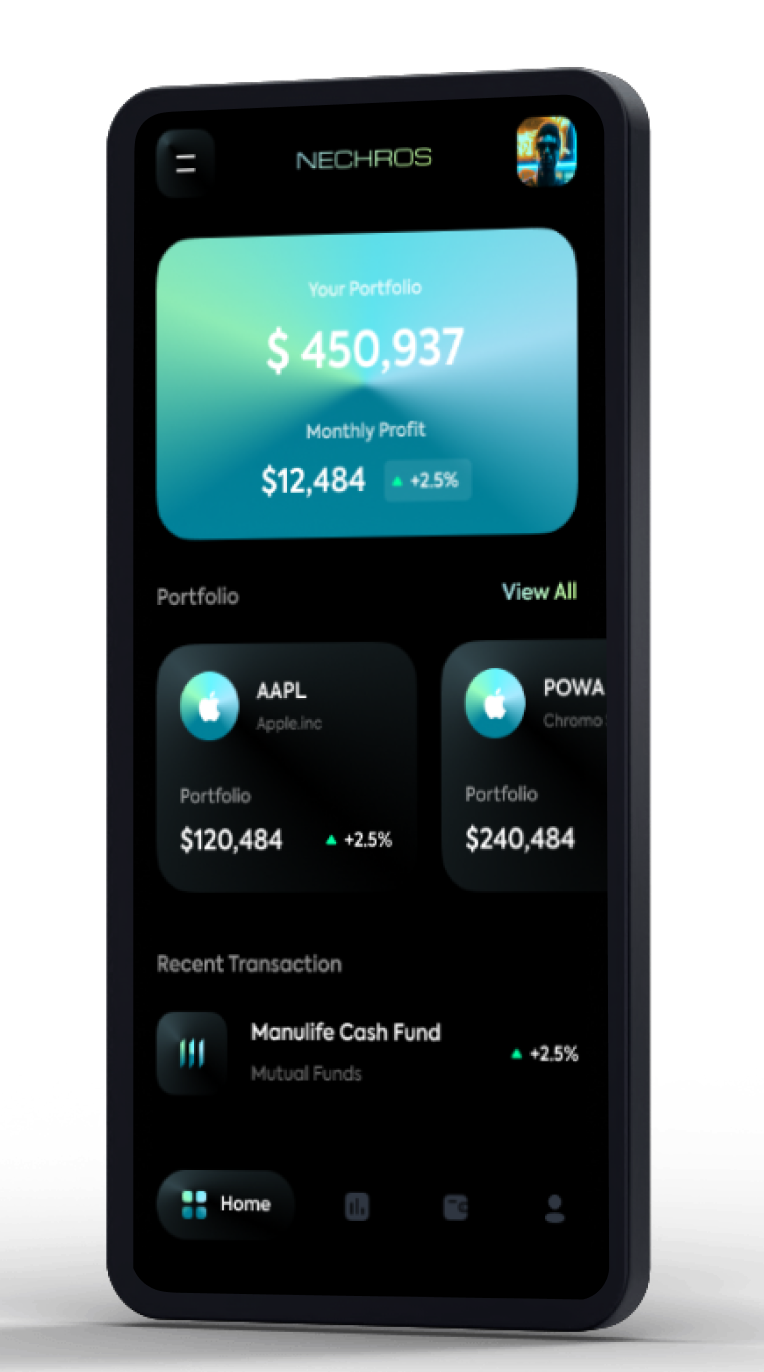 NECHROS
Your Portfolio
$ 450,937
Monthly Profit
$12,484 +2.5%
Portfolio View All
AAPL
Apple.inc
Portfolio
$120,484 +2.5%
POWA
Chromo
Portfolio
$240,484
Recent Transaction
Manulife Cash Fund
Mutual Funds
+2.5%
Home